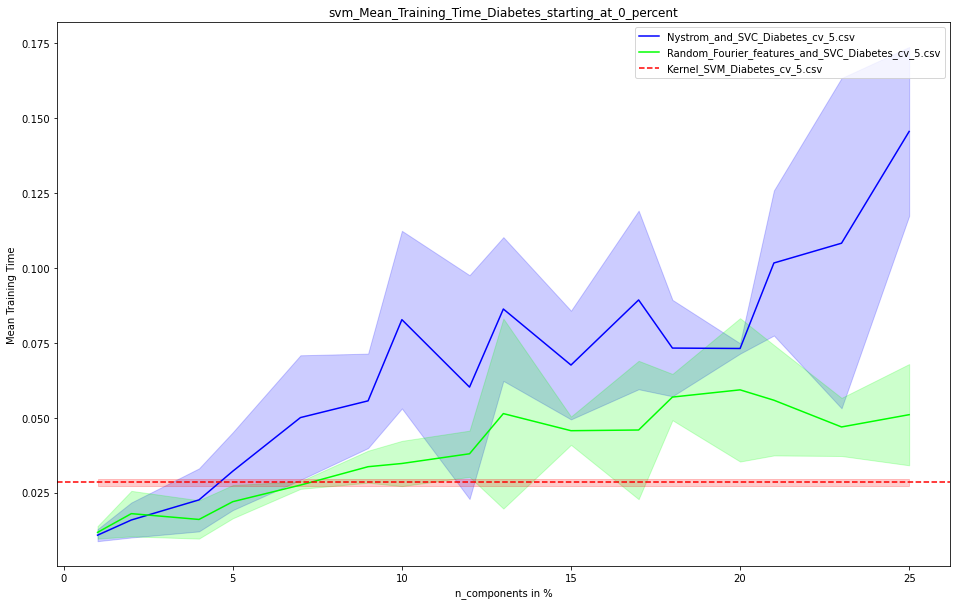 svm_Mean_Training_Time_Diabetes_starting_at_0_percent
Nystrom_and_SVC_Diabetes_cv_5.csv
Random_Fourier_features_and_SVC_Diabetes_cv_5.csv
Kernel_SVM_Diabetes_cv_5.csv
Mean Training Time
0.175
0.150
0.125
0.100
0.075
0.050
0.025
0 5 10 15 20 25
n_components in %